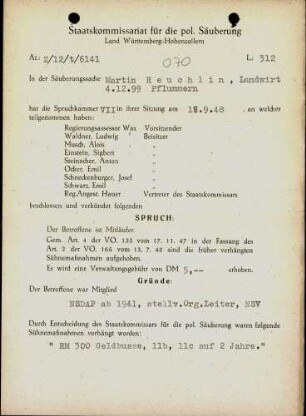 Staatskommissariat für die pol. Säuberung
Land Württemberg-Hohenzollern
Az.: Z/12/t/6141
070
L: 312
In der Säuberungssache Martin Reuchlin, Landwirt
4.12.99 Pflummern
hat die Spruchkammer VII in ihrer Sitzung am 9.48 an welcher
teilgenommen haben:
Regierungsassessor Wax Vorsitzender
Waldner, Ludwig Beisitzer
Musch, Alois "
Einstein, Sigbert "
Steinacher, Anton "
Oderr, Emil "
Schneckenburger, Josef "
Schwarz, Emil "
Reg.Angest. Hauer Vertreter des Staatskommissars
beschlossen und verkündet folgenden
SPRUCH:
Der Betroffene ist Mitläufer.
Gem. Art. 4 der VO. 133 vom 17. 11. 47 in der Fassung des
Art. 2 der VO. 166 vom 13. 7. 48 sind die früher verhängten
Sühnemaßnahmen aufgehoben.
Es wird eine Verwaltungsgebühr von DM 5,-- erhoben.
Gründe:
Der Betroffene war Mitglied
NSDAP ab 1941, stellv.Org.Leiter, NSV
Durch Entscheidung des Staatskommissars für die pol. Säuberung waren folgende
Sühnemaßnahmen verhängt worden:
" RM 300 Geldbusse, 11b, 11c auf 2 Jahre."